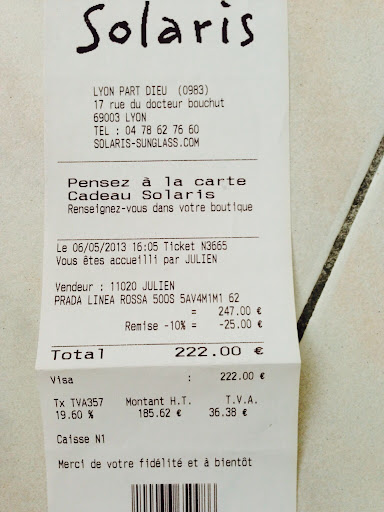 Solaris
LYON PART DIEU (0983)
17 rue du docteur bouchut
69003 LYON
TEL : 04 78 62 76 60
SOLARIS-SUNGLASS.COM
Pensez à la carte
Cadeau Solaris
Renseignez-vous dans votre boutique
Le 06/05/2013 16:05 Ticket N3665
Vous êtes accueilli par JULIEN
Vendeur : 11020 JULIEN
PRADA LINEA ROSSA 50OS 5AV4M1M1 62
= 247.00 €
Remise -10% = -25.00 €
Total 222.00 €
Visa : 222.00 €
Tx TVA357 Montant H.T. T.V.A.
19.60 % 185.62 € 36.38 €
Caisse N1
Merci de votre fidélité et à bientôt